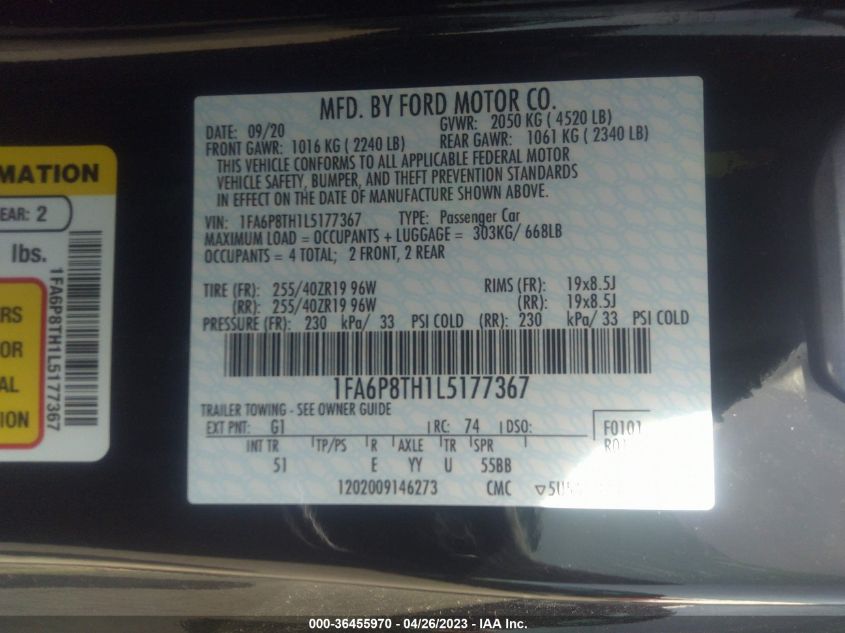 MFD. BY FORD MOTOR CO.
DATE: 09/20 GVWR: 2050 KG ( 4520 LB)
FRONT GAWR: 1016 KG ( 2240 LB) REAR GAWR: 1061 KG ( 2340 LB)
THIS VEHICLE CONFORMS TO ALL APPLICABLE FEDERAL MOTOR
VEHICLE SAFETY, BUMPER, AND THEFT PREVENTION STANDARDS
IN EFFECT ON THE DATE OF MANUFACTURE SHOWN ABOVE.
VIN: 1FA6P8TH1L5177367 TYPE: Passenger Car
MAXIMUM LOAD = OCCUPANTS + LUGGAGE = 303KG/ 668LB
OCCUPANTS = 4 TOTAL; 2 FRONT, 2 REAR
TIRE (FR): 255/40ZR19 96W RIMS (FR): 19x8.5J
(RR): 255/40ZR19 96W (RR): 19x8.5J
PRESSURE (FR): 230 kPa/ 33 PSI COLD (RR): 230 kPa/ 33 PSI COLD
1FA6P8TH1L5177367
TRAILER TOWING - SEE OWNER GUIDE
EXT PNT: G1 RC: 74 DSO: F0101
INT TR TP/PS R AXLE TR SPR
51 E YY U 55BB
1202009146273 CMC
MATION
EAR: 2
lbs.
1FA6P8TH1L5177367
RS
OR
AL
ION
000-36455970 - 04/26/2023 - IAA Inc.